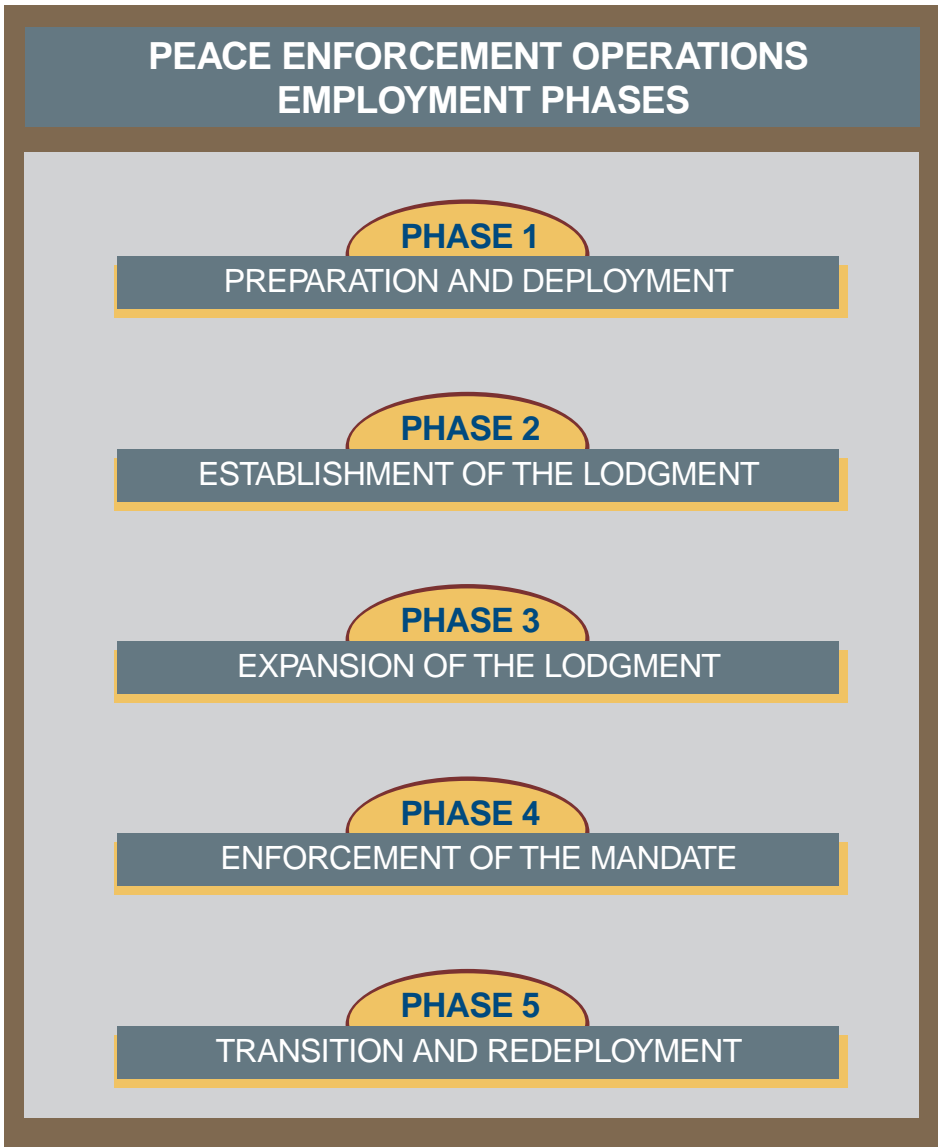 PEACE ENFORCEMENT OPERATIONS
EMPLOYMENT PHASES
PHASE 1
PREPARATION AND DEPLOYMENT
PHASE 2
ESTABLISHMENT OF THE LODGMENT
PHASE 3
EXPANSION OF THE LODGMENT
PHASE 4
ENFORCEMENT OF THE MANDATE
PHASE 5
TRANSITION AND REDEPLOYMENT